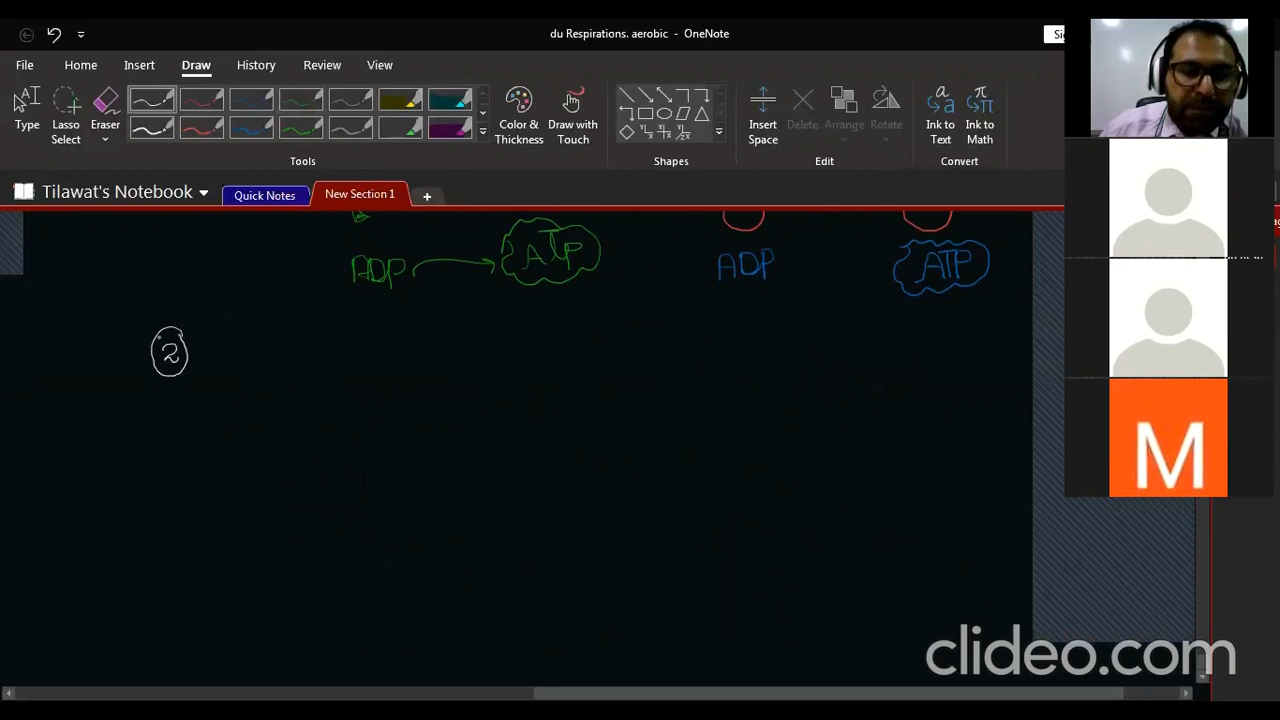 du Respirations. aerobic - OneNote
File Home Insert Draw History Review View
Type
Lasso Select
Eraser
Color & Thickness
Draw with Touch
Insert Space
Delete
Arrange
Rotate
Ink to Text
Ink to Math
Tools
Shapes
Edit
Convert
Tilawat's Notebook
Quick Notes
New Section 1
ADP
ATP
ADP
ATP
2
M
clideo.com